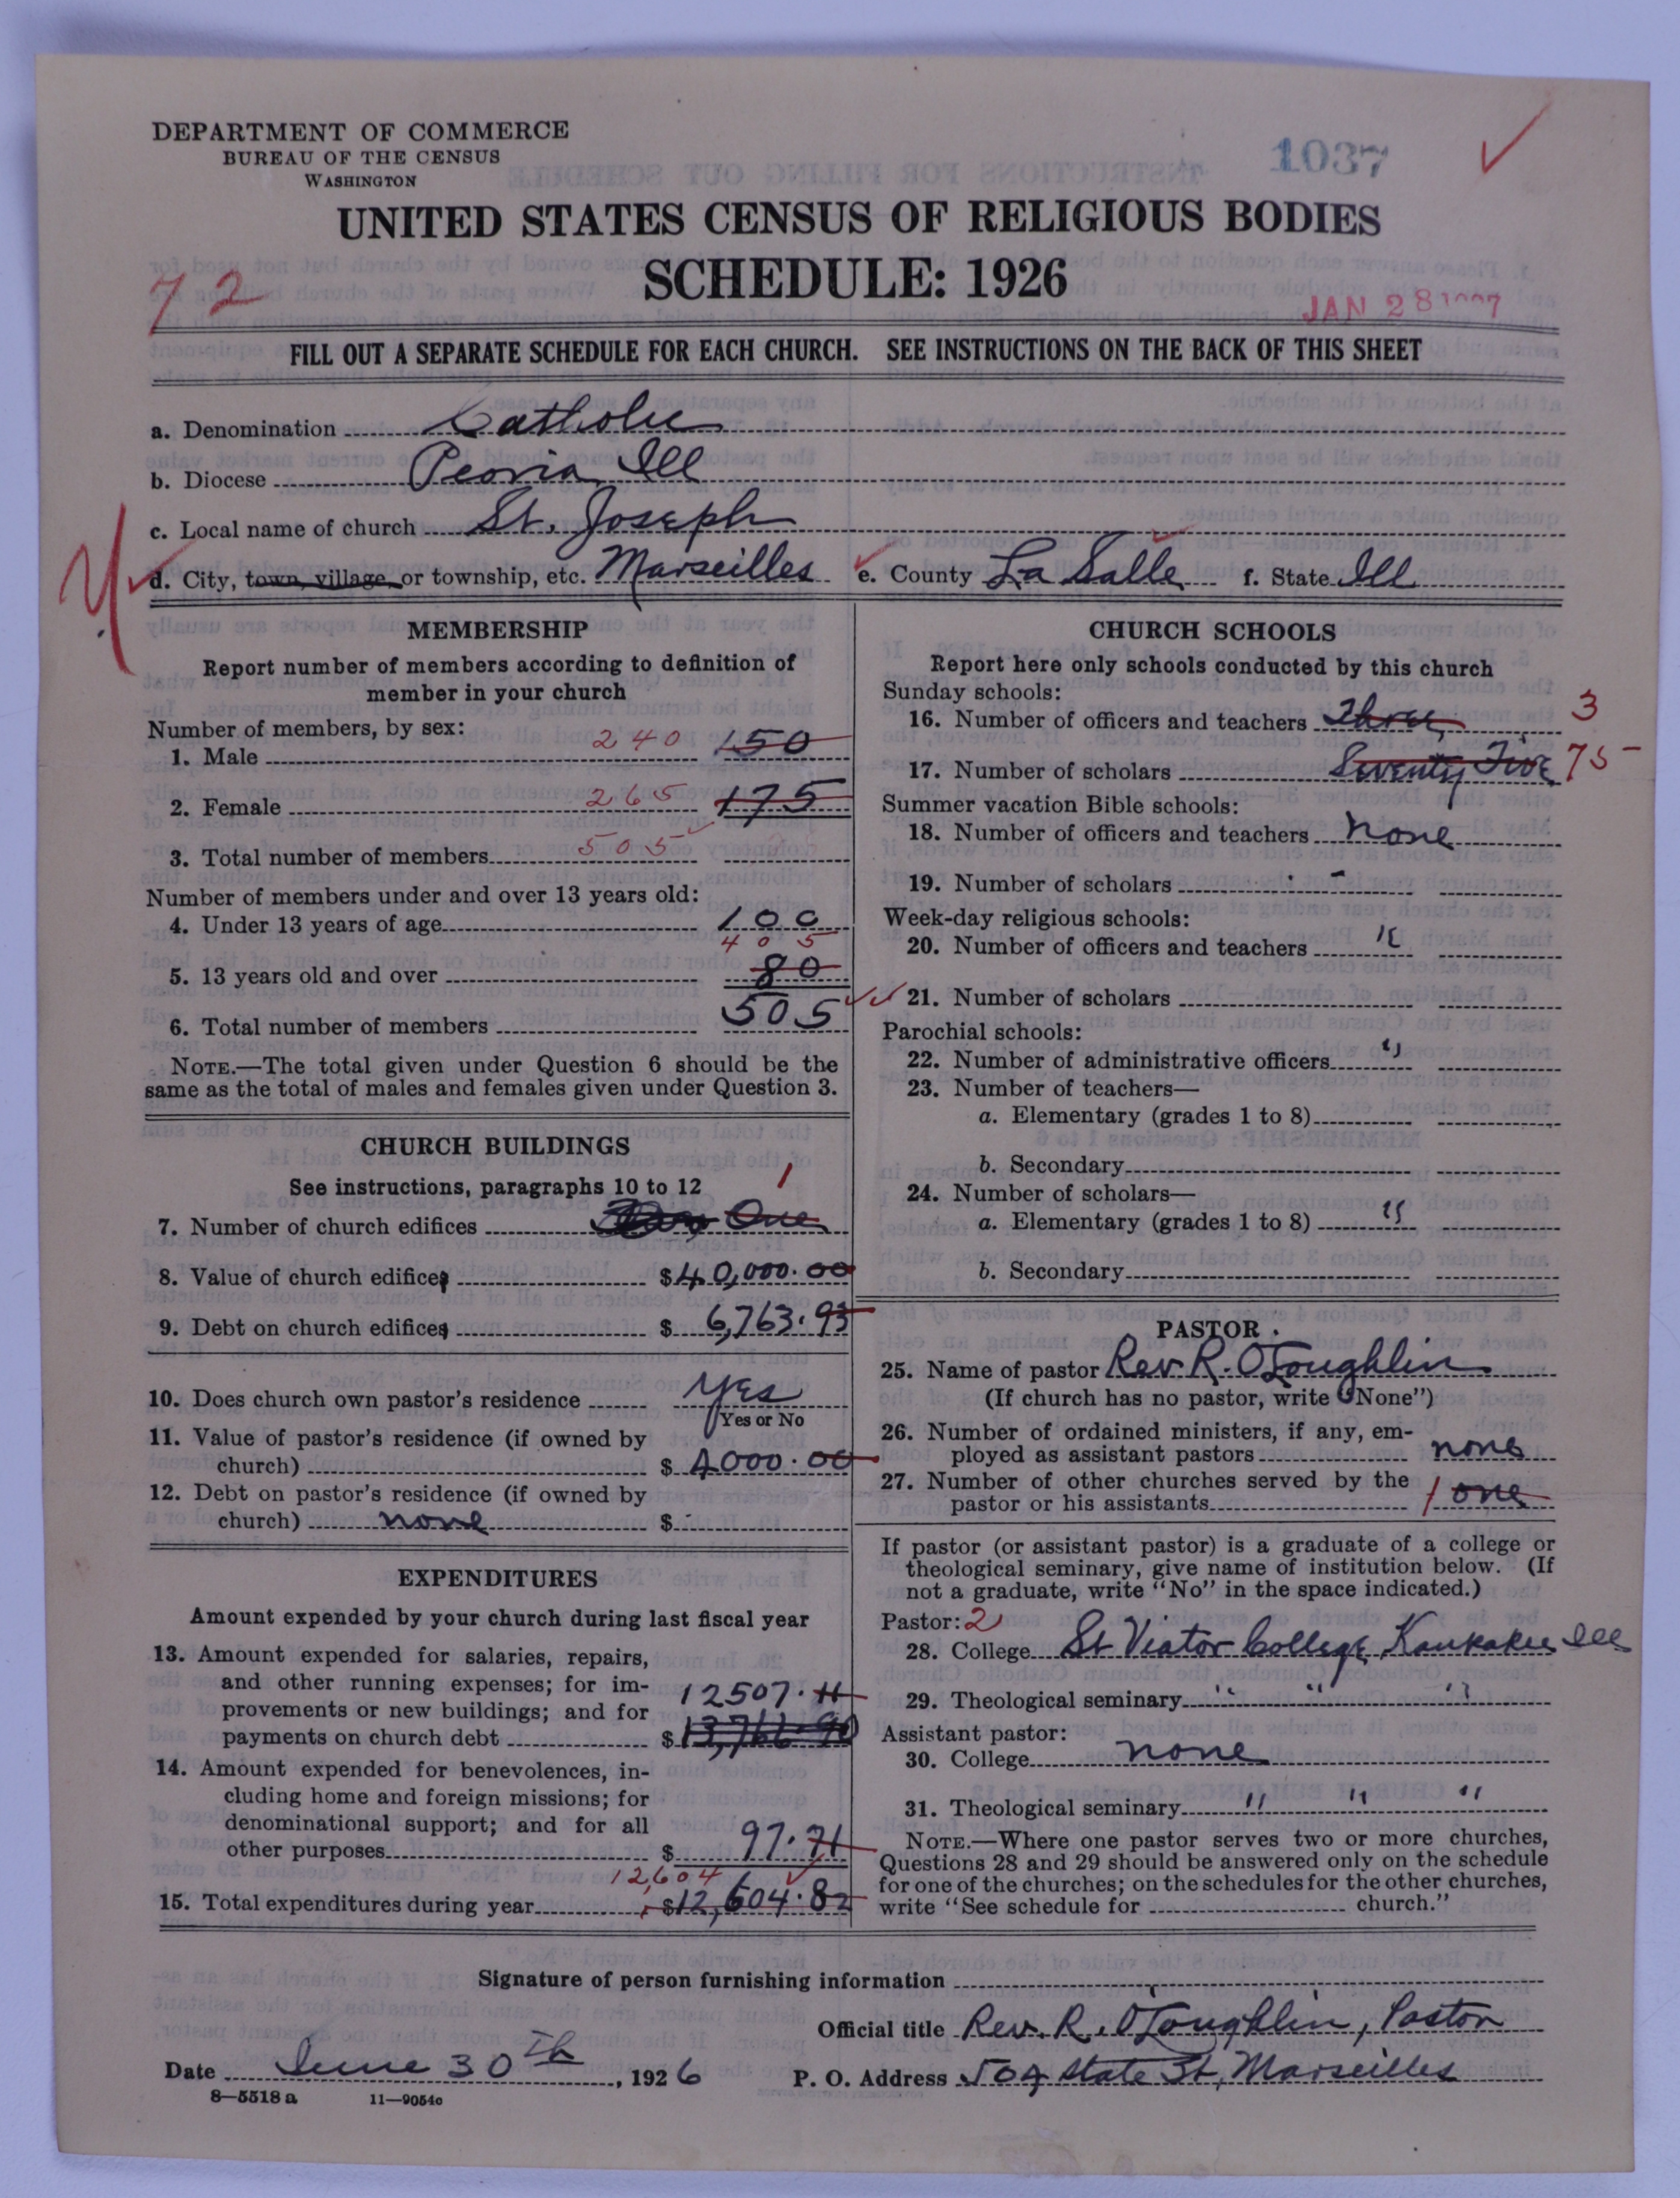 DEPARTMENT OF COMMERCE
BUREAU OF THE CENSUS
WASHINGTON
1037
UNITED STATES CENSUS OF RELIGIOUS BODIES
SCHEDULE: 1926
72
JAN 28
FILL OUT A SEPARATE SCHEDULE FOR EACH CHURCH. SEE INSTRUCTIONS ON THE BACK OF THIS SHEET
a. Denomination Catholic
b. Diocese Peoria Ill
c. Local name of church St. Joseph
d. City, town, village, or township, etc. Marseilles e. County La Salle f. State Ill
MEMBERSHIP
Report number of members according to definition of
member in your church
Number of members, by sex:
1. Male 240 150
2. Female 265 175
3. Total number of members 505
Number of members under and over 13 years old:
4. Under 13 years of age 100
405
5. 13 years old and over 80
6. Total number of members 505
NOTE.—The total given under Question 6 should be the
same as the total of males and females given under Question 3.
CHURCH BUILDINGS
See instructions, paragraphs 10 to 12 1
7. Number of church edifices One
8. Value of church edifices $40,000.00
9. Debt on church edifices $ 6,763.93
10. Does church own pastor's residence Yes
Yes or No
11. Value of pastor's residence (if owned by
church) $ 4000.00
12. Debt on pastor's residence (if owned by
church) none $ -
EXPENDITURES
Amount expended by your church during last fiscal year
13. Amount expended for salaries, repairs,
and other running expenses; for im-
provements or new buildings; and for 12507.11
payments on church debt $13,766.90
14. Amount expended for benevolences, in-
cluding home and foreign missions; for
denominational support; and for all
other purposes $ 97.71
12,604
15. Total expenditures during year $12,604.82
CHURCH SCHOOLS
Report here only schools conducted by this church
Sunday schools:
16. Number of officers and teachers Three 3
17. Number of scholars Seventy Five 75
Summer vacation Bible schools:
18. Number of officers and teachers none
19. Number of scholars -
Week-day religious schools:
20. Number of officers and teachers "
21. Number of scholars
Parochial schools:
22. Number of administrative officers "
23. Number of teachers—
a. Elementary (grades 1 to 8)
b. Secondary
24. Number of scholars—
a. Elementary (grades 1 to 8) "
b. Secondary
PASTOR.
25. Name of pastor Rev. R. O'Loughlin
(If church has no pastor, write "None")
26. Number of ordained ministers, if any, em-
ployed as assistant pastors none
27. Number of other churches served by the
pastor or his assistants 1 one
If pastor (or assistant pastor) is a graduate of a college or
theological seminary, give name of institution below. (If
not a graduate, write "No" in the space indicated.)
Pastor: 2
28. College St Viator College, Kankakee Ill
29. Theological seminary " " "
Assistant pastor:
30. College none
31. Theological seminary " " "
NOTE.—Where one pastor serves two or more churches,
Questions 28 and 29 should be answered only on the schedule
for one of the churches; on the schedules for the other churches,
write "See schedule for church."
Signature of person furnishing information
Official title Rev. R. O'Loughlin, Pastor
Date June 30th, 1926 P. O. Address 504 State St, Marseilles
8—5518 a 11—9054c